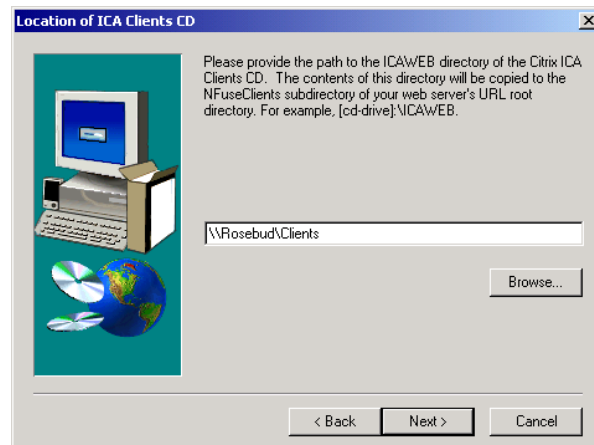 Location of ICA Clients CD
Please provide the path to the ICAWEB directory of the Citrix ICA
Clients CD.  The contents of this directory will be copied to the
NFuseClients subdirectory of your web server's URL root
directory. For example, [cd-drive]:\ICAWEB.
\\Rosebud\Clients
Browse...
< Back
Next >
Cancel